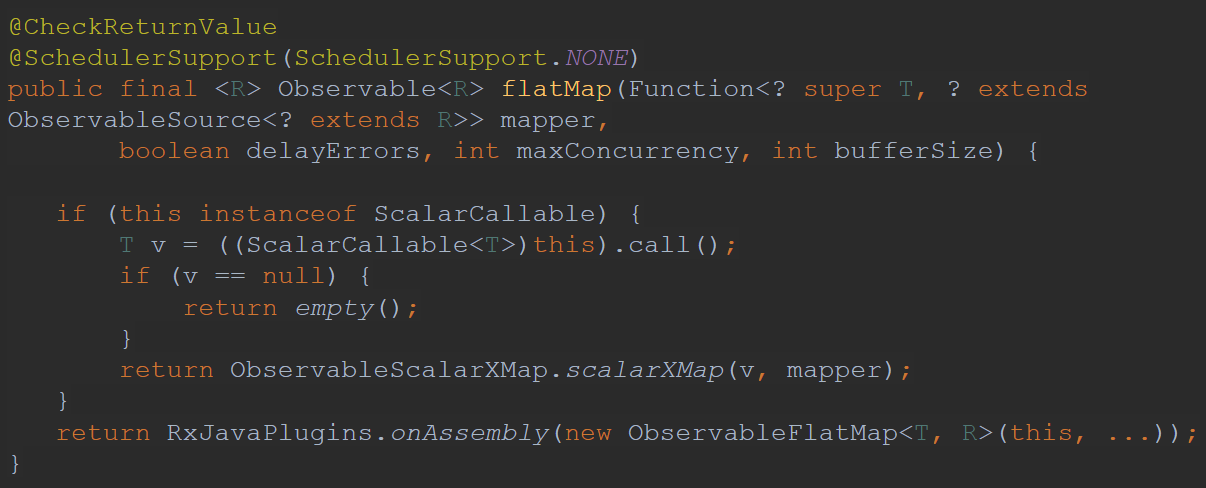 @CheckReturnValue
@SchedulerSupport(SchedulerSupport.NONE)
public final <R> Observable<R> flatMap(Function<? super T, ? extends
ObservableSource<? extends R>> mapper,
       boolean delayErrors, int maxConcurrency, int bufferSize) {

   if (this instanceof ScalarCallable) {
       T v = ((ScalarCallable<T>)this).call();
       if (v == null) {
           return empty();
       }
       return ObservableScalarXMap.scalarXMap(v, mapper);
   }
   return RxJavaPlugins.onAssembly(new ObservableFlatMap<T, R>(this, ...));
}